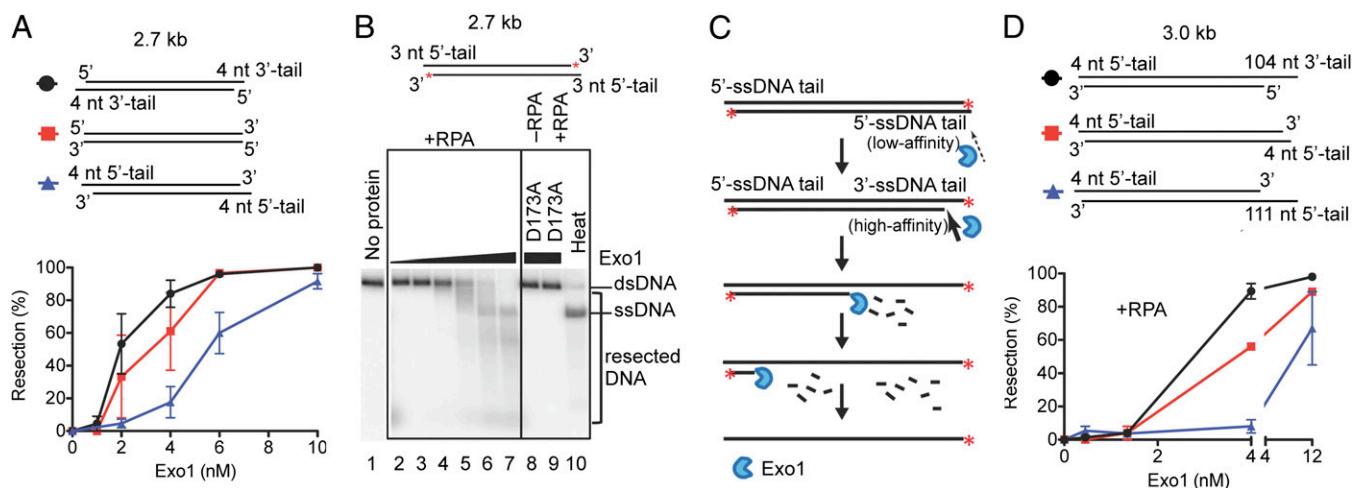 A
2.7 kb
5'
4 nt 3'-tail
4 nt 3'-tail
5'
5'
3'
3'
5'
4 nt 5'-tail
3'
3'
4 nt 5'-tail
Resection (%)
100
80
60
40
20
0
0 2 4 6 8 10
Exo1 (nM)
B
2.7 kb
3 nt 5'-tail
* 3'
3' *
3 nt 5'-tail
+RPA
–RPA
+RPA
No protein
D173A
D173A
Heat
Exo1
dsDNA
ssDNA
resected
DNA
1 2 3 4 5 6 7 8 9 10
C
5'-ssDNA tail
*
*
5'-ssDNA tail
(low-affinity)
5'-ssDNA tail
3'-ssDNA tail
*
*
(high-affinity)
*
*
*
*
*
Exo1
D
3.0 kb
4 nt 5'-tail
104 nt 3'-tail
3'
5'
4 nt 5'-tail
3'
3'
4 nt 5'-tail
4 nt 5'-tail
3'
3'
111 nt 5'-tail
+RPA
Resection (%)
100
80
60
40
20
0
0 2 4 4 12
Exo1 (nM)